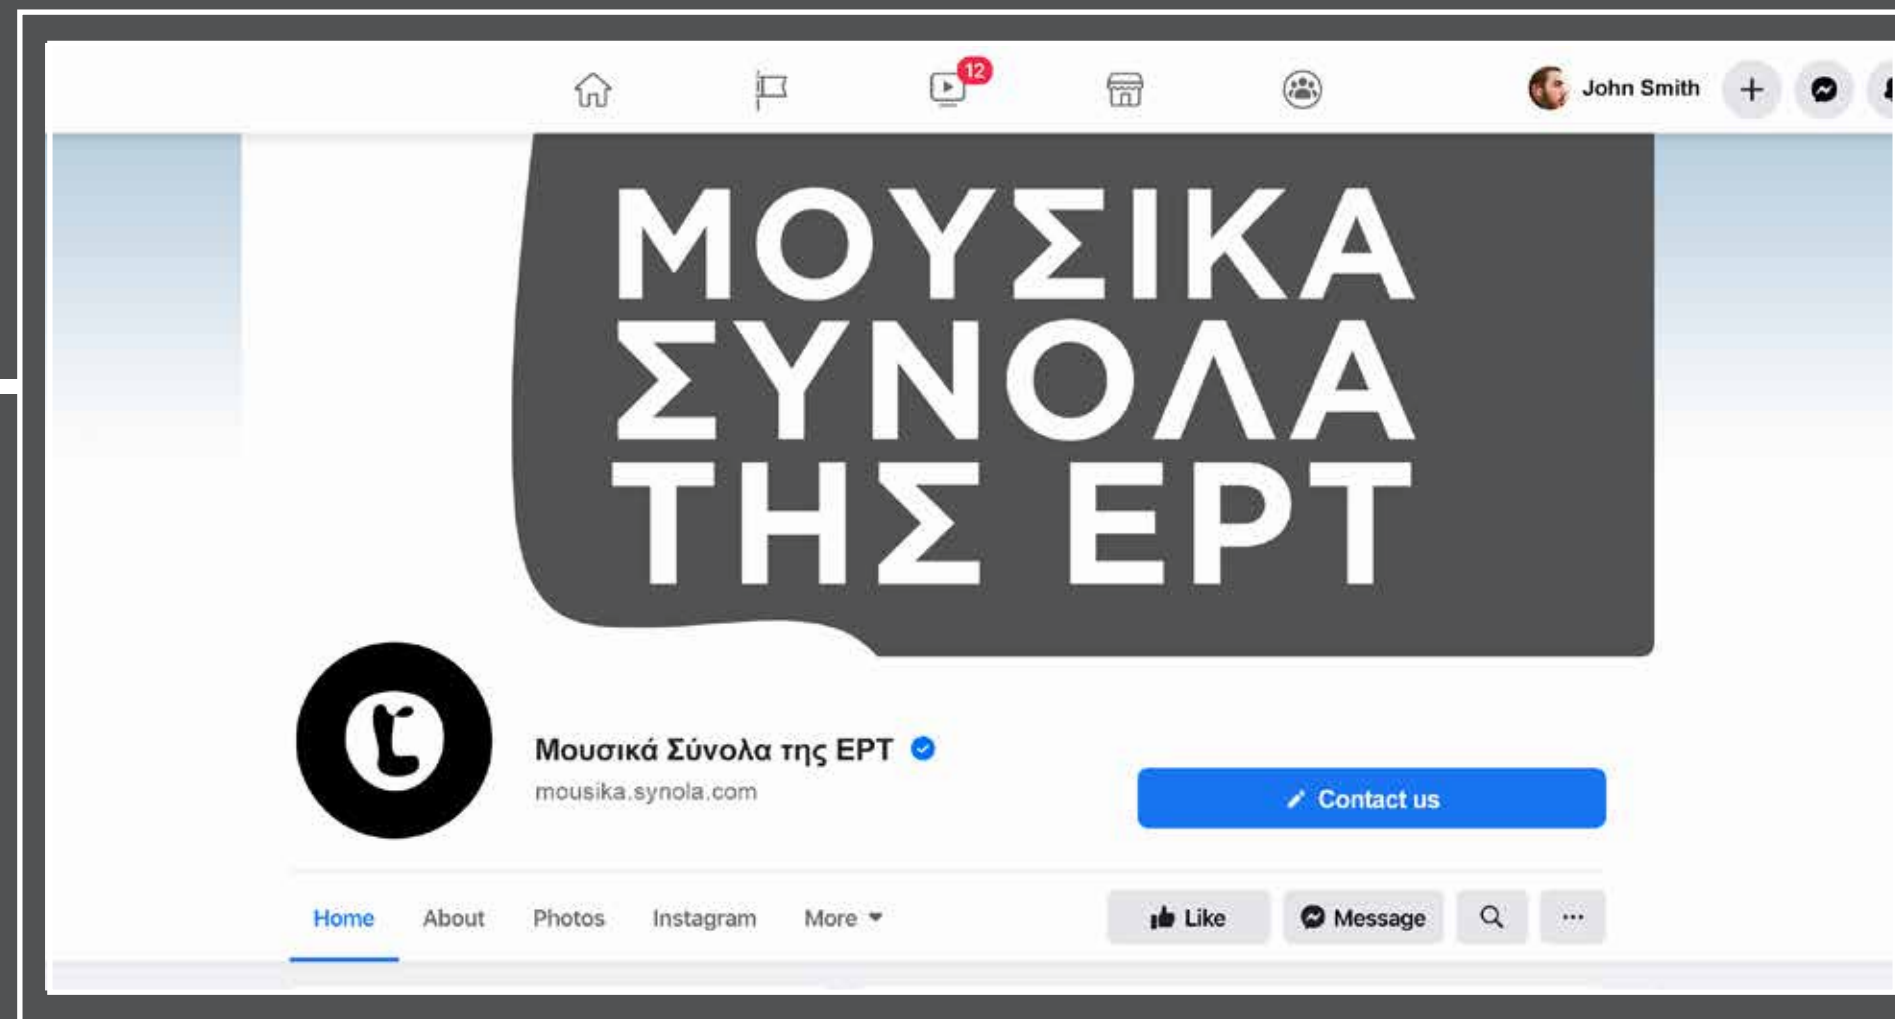 12
John Smith
ΜΟΥΣΙΚΑ
ΣΥΝΟΛΑ
ΤΗΣ ΕΡΤ
Μουσικά Σύνολα της ΕΡΤ
mousika.synola.com
Contact us
Home About Photos Instagram More
Like Message